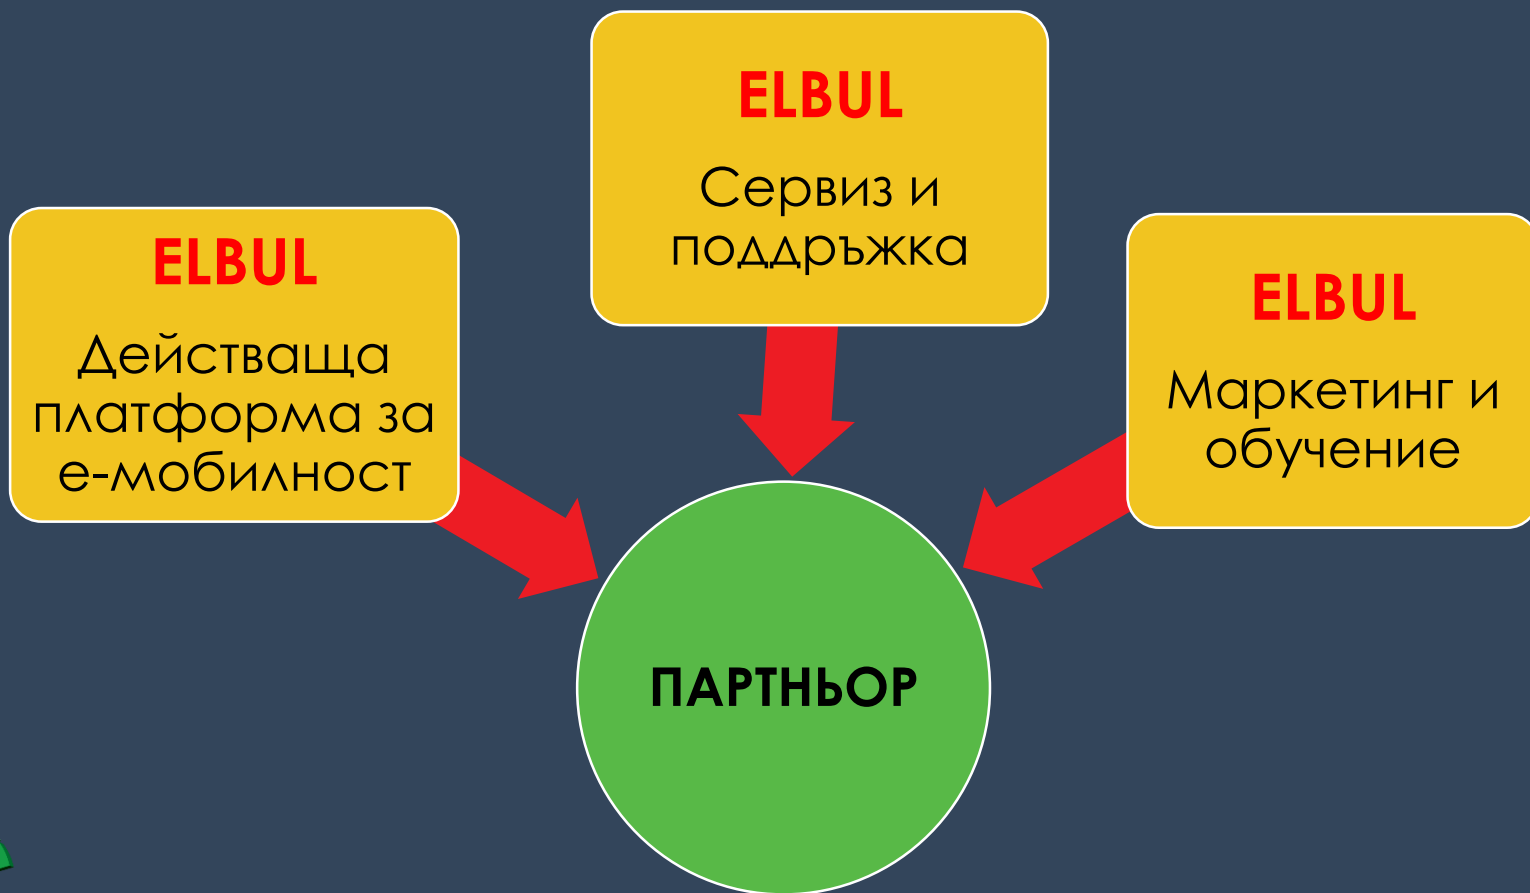 ELBUL
Действаща
платформа за
е-мобилност
ELBUL
Сервиз и
поддръжка
ELBUL
Маркетинг и
обучение
ПАРТНЬОР